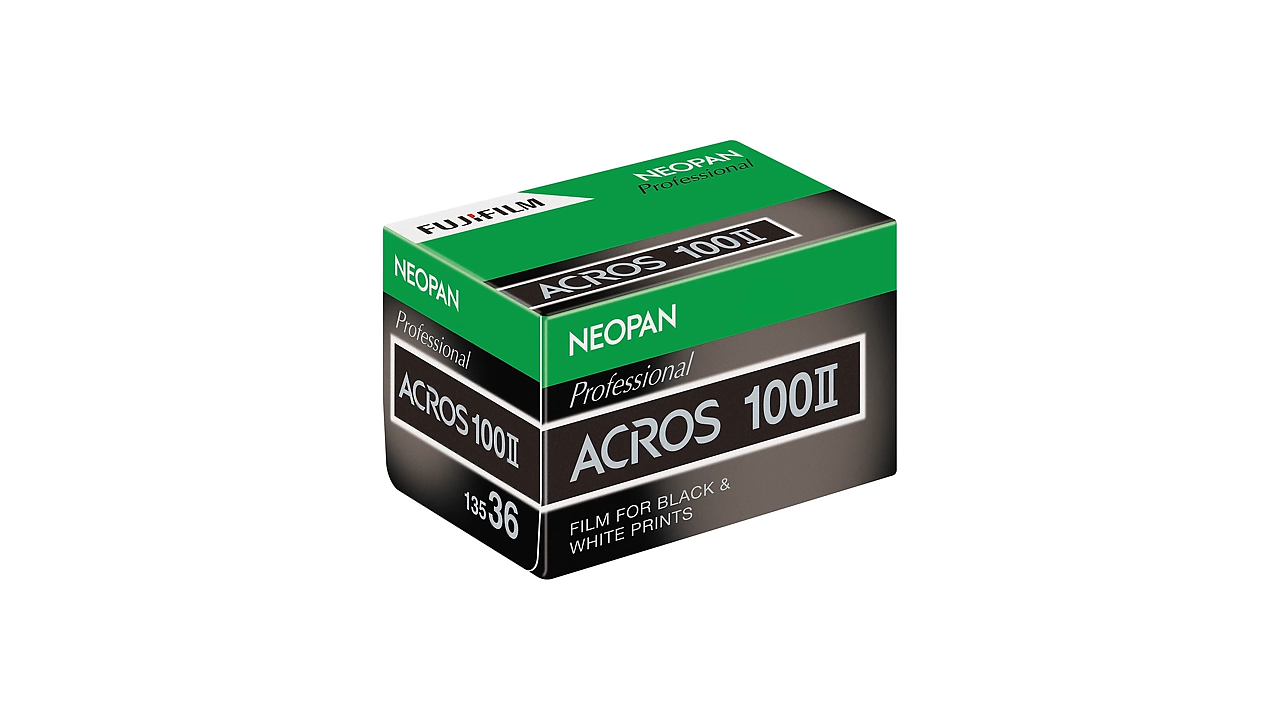 FUJIFILM
NEOPAN
Professional
ACROS 100II
NEOPAN
Professional
ACROS 100II
135 36
NEOPAN
Professional
ACROS 100II
FILM FOR BLACK &
WHITE PRINTS